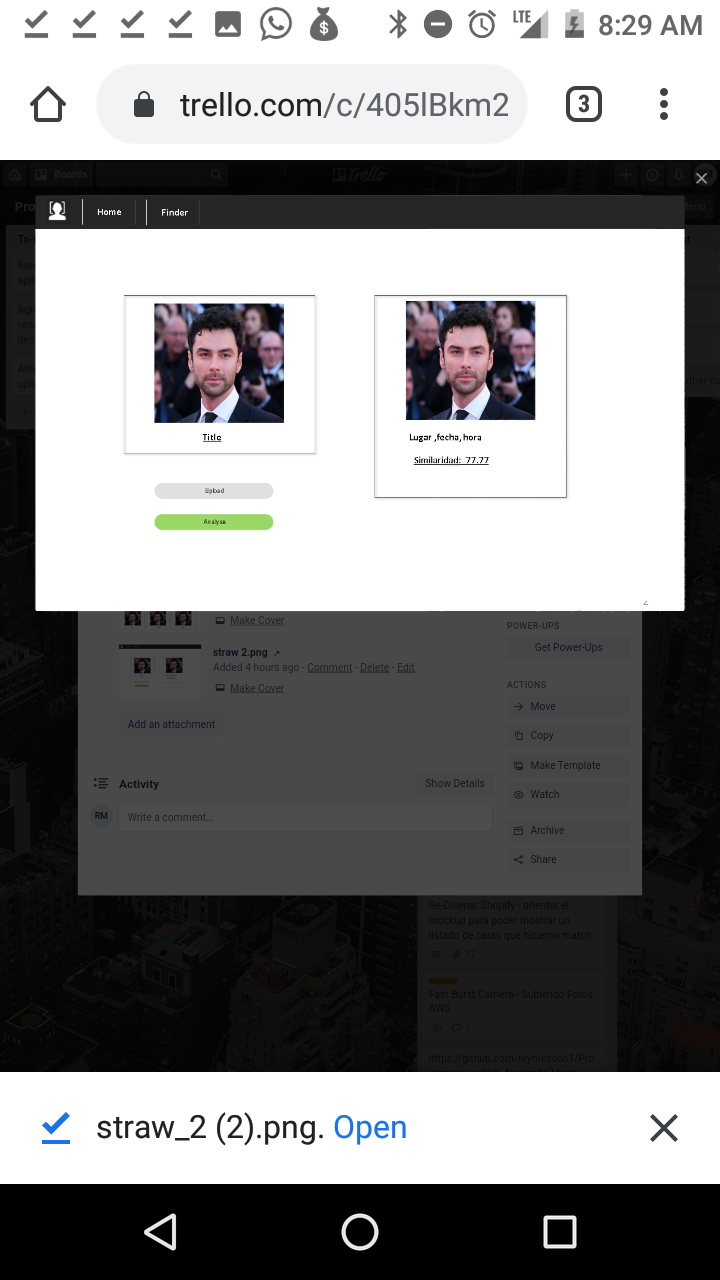 LTE 8:29 AM
trello.com/c/405lBkm2
3
Boards
Trello
Home
Finder
Title
Lugar ,fecha, hora
Similaridad: 77.77
Upload
Analyse
Make Cover
straw 2.png
Added 4 hours ago - Comment - Delete - Edit
Make Cover
Add an attachment
POWER-UPS
Get Power-Ups
ACTIONS
Move
Copy
Make Template
Watch
Archive
Share
Activity
Show Details
RM
Write a comment…
Re-Diseñar Shopify - orientar el
mockup para poder mostrar un
listado de caras que hicieron match.
12
Fast Burst Camera - Subiendo Fotos
AWS
1
https://github.com/reymesson1/Pro
straw_2 (2).png. Open